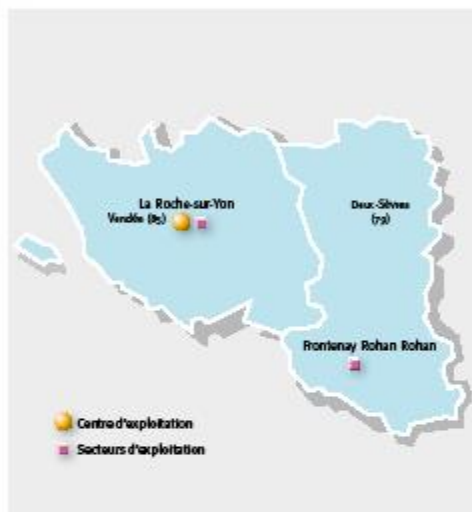 La Roche-sur-Yon
Vendée (85)
Deux-Sèvres
(79)
Frontenay Rohan Rohan
Centre d'exploitation
Secteurs d'exploitation